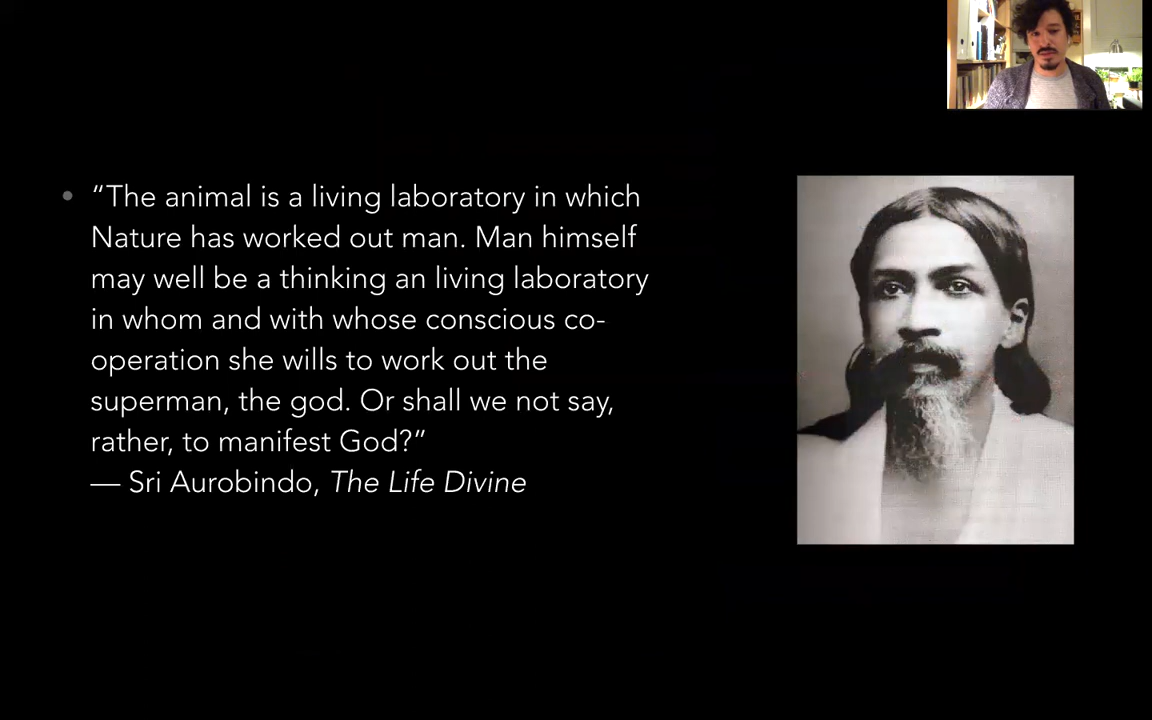 “The animal is a living laboratory in which
Nature has worked out man. Man himself
may well be a thinking an living laboratory
in whom and with whose conscious co-
operation she wills to work out the
superman, the god. Or shall we not say,
rather, to manifest God?”
— Sri Aurobindo, The Life Divine